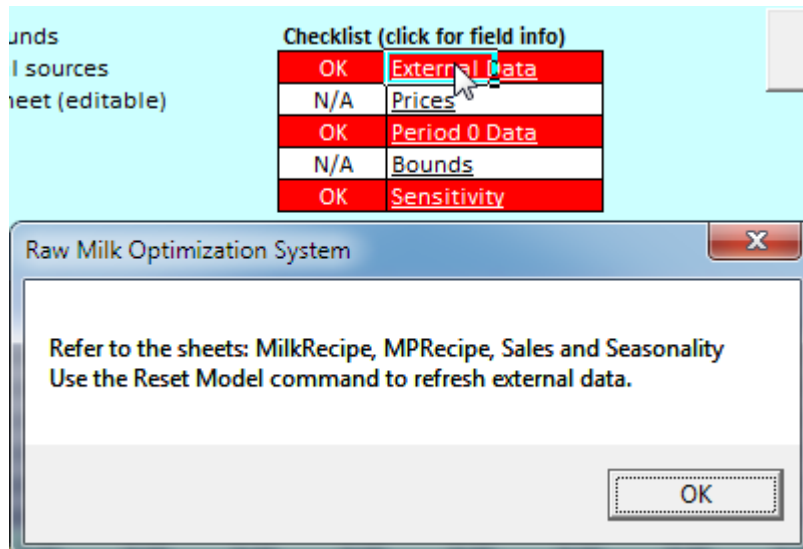 unds
l sources
eet (editable)
Checklist (click for field info)
OK External Data
N/A Prices
OK Period 0 Data
N/A Bounds
OK Sensitivity
Raw Milk Optimization System
Refer to the sheets: MilkRecipe, MPRecipe, Sales and Seasonality
Use the Reset Model command to refresh external data.
OK